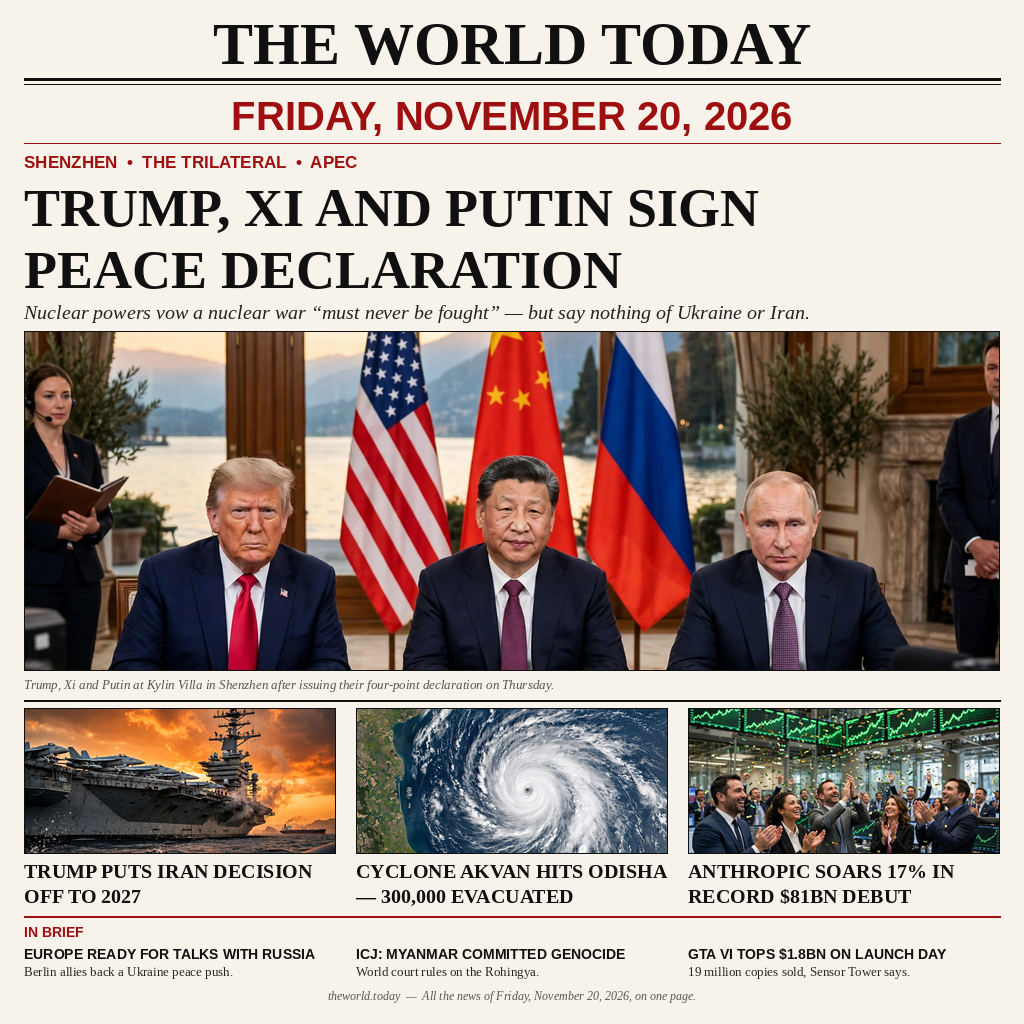 THE WORLD TODAY
FRIDAY, NOVEMBER 20, 2026
SHENZHEN • THE TRILATERAL • APEC
TRUMP, XI AND PUTIN SIGN
PEACE DECLARATION
Nuclear powers vow a nuclear war “must never be fought” — but say nothing of Ukraine or Iran.
Trump, Xi and Putin at Kylin Villa in Shenzhen after issuing their four-point declaration on Thursday.
TRUMP PUTS IRAN DECISION
OFF TO 2027
CYCLONE AKVAN HITS ODISHA
— 300,000 EVACUATED
ANTHROPIC SOARS 17% IN
RECORD $81BN DEBUT
IN BRIEF
EUROPE READY FOR TALKS WITH RUSSIA
Berlin allies back a Ukraine peace push.
ICJ: MYANMAR COMMITTED GENOCIDE
World court rules on the Rohingya.
GTA VI TOPS $1.8BN ON LAUNCH DAY
19 million copies sold, Sensor Tower says.
theworld.today — All the news of Friday, November 20, 2026, on one page.